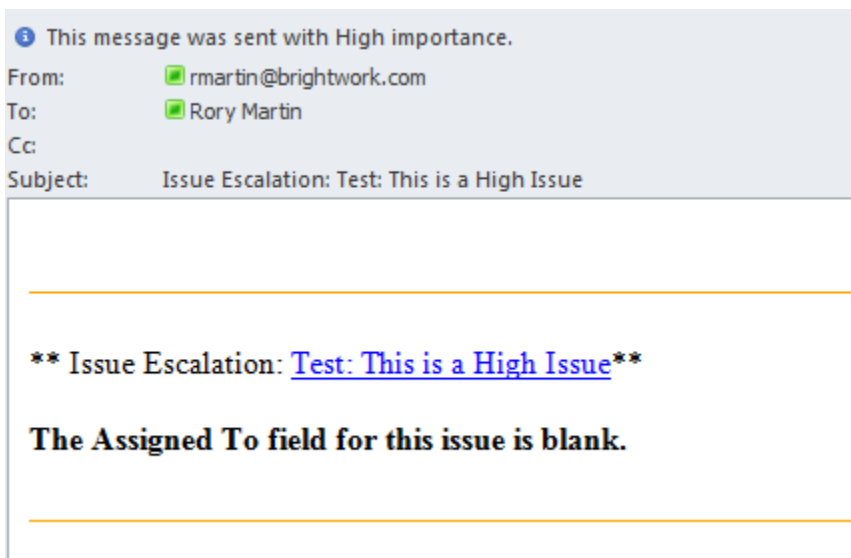 This message was sent with High importance.
From: rmartin@brightwork.com
To: Rory Martin
Cc:
Subject: Issue Escalation: Test: This is a High Issue
** Issue Escalation: Test: This is a High Issue**
The Assigned To field for this issue is blank.